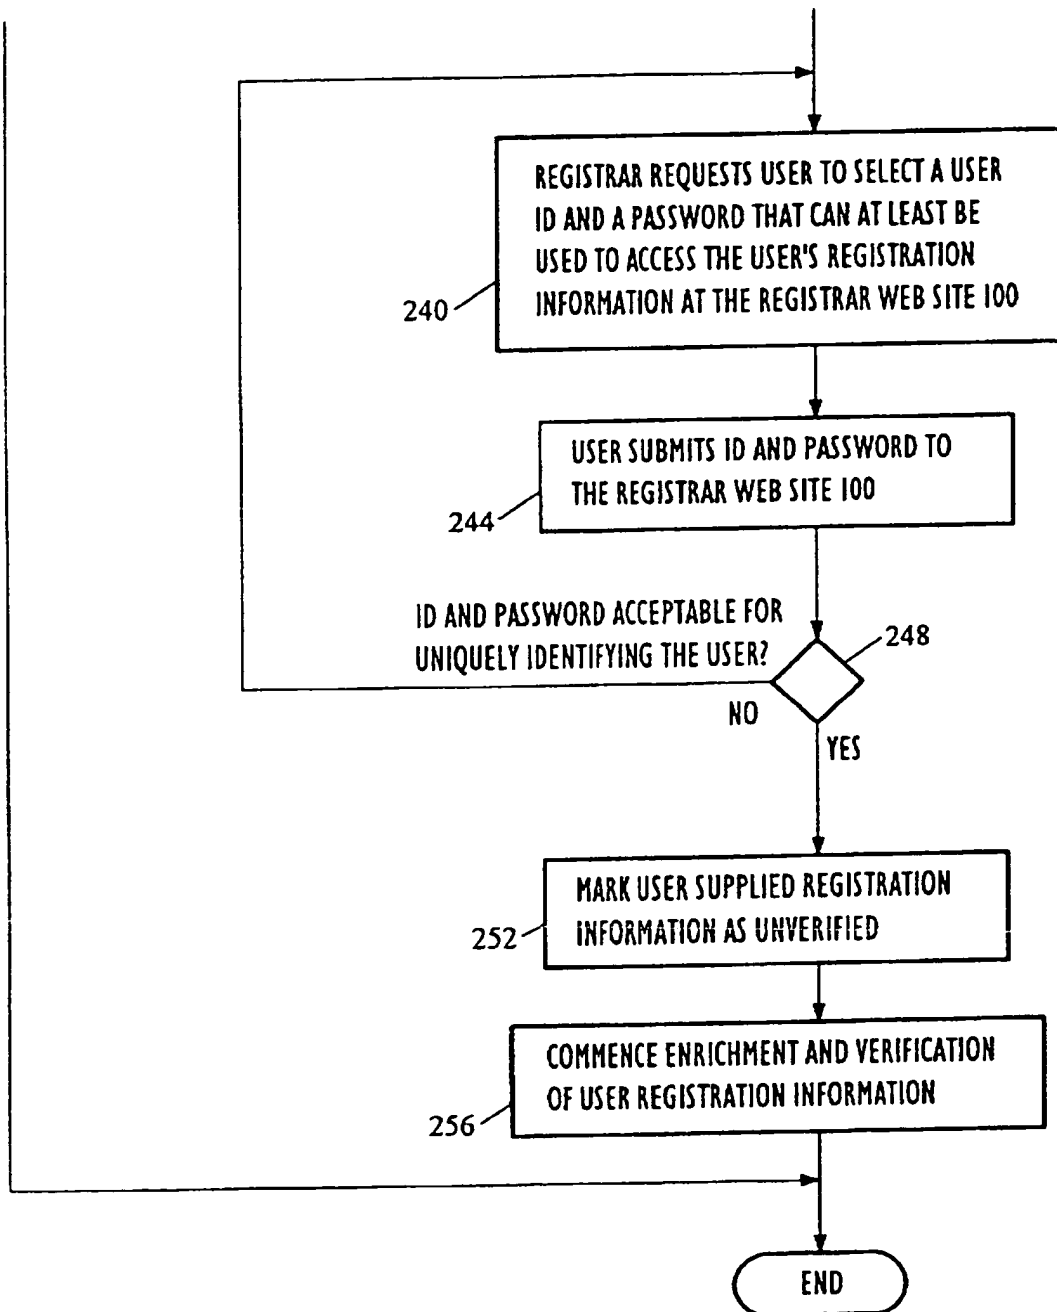 REGISTRAR REQUESTS USER TO SELECT A USER
ID AND A PASSWORD THAT CAN AT LEAST BE
USED TO ACCESS THE USER'S REGISTRATION
INFORMATION AT THE REGISTRAR WEB SITE 100
240
USER SUBMITS ID AND PASSWORD TO
THE REGISTRAR WEB SITE 100
244
ID AND PASSWORD ACCEPTABLE FOR
UNIQUELY IDENTIFYING THE USER?
248
NO
YES
MARK USER SUPPLIED REGISTRATION
INFORMATION AS UNVERIFIED
252
COMMENCE ENRICHMENT AND VERIFICATION
OF USER REGISTRATION INFORMATION
256
END